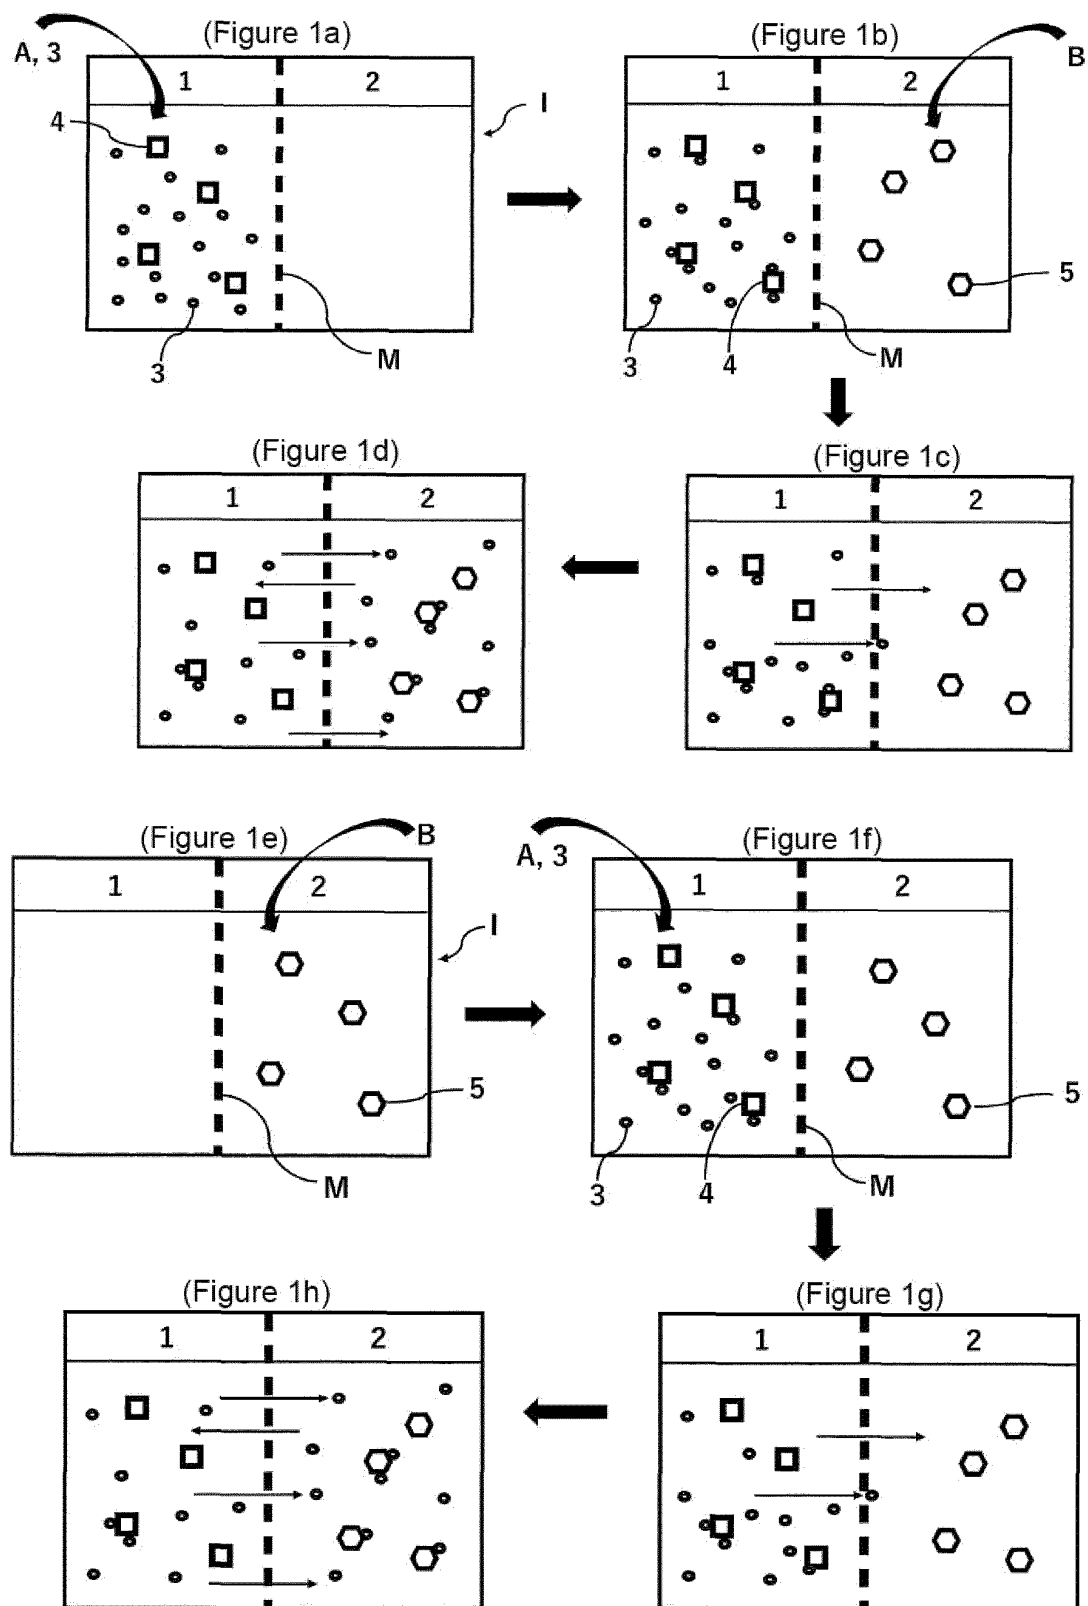 (Figure 1a)
A, 3
1 2
4
I
3
M
(Figure 1b)
B
1 2
5
3 4 M
(Figure 1d)
1 2
(Figure 1c)
1 2
(Figure 1e)
B
1 2
I
5
M
(Figure 1f)
A, 3
1 2
5
3 4 M
(Figure 1h)
1 2
(Figure 1g)
1 2